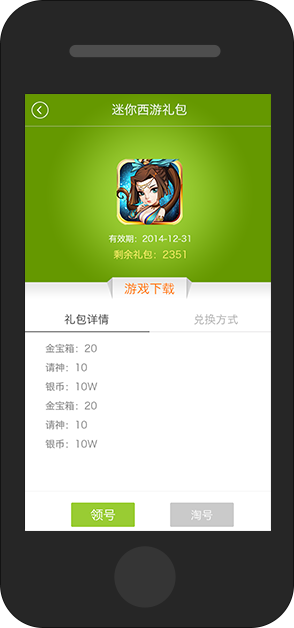 迷你西游礼包
有效期：2014-12-31
剩余礼包：2351
游戏下载
礼包详情 兑换方式
金宝箱：20
请神：10
银币：10W
金宝箱：20
请神：10
银币：10W
领号 淘号